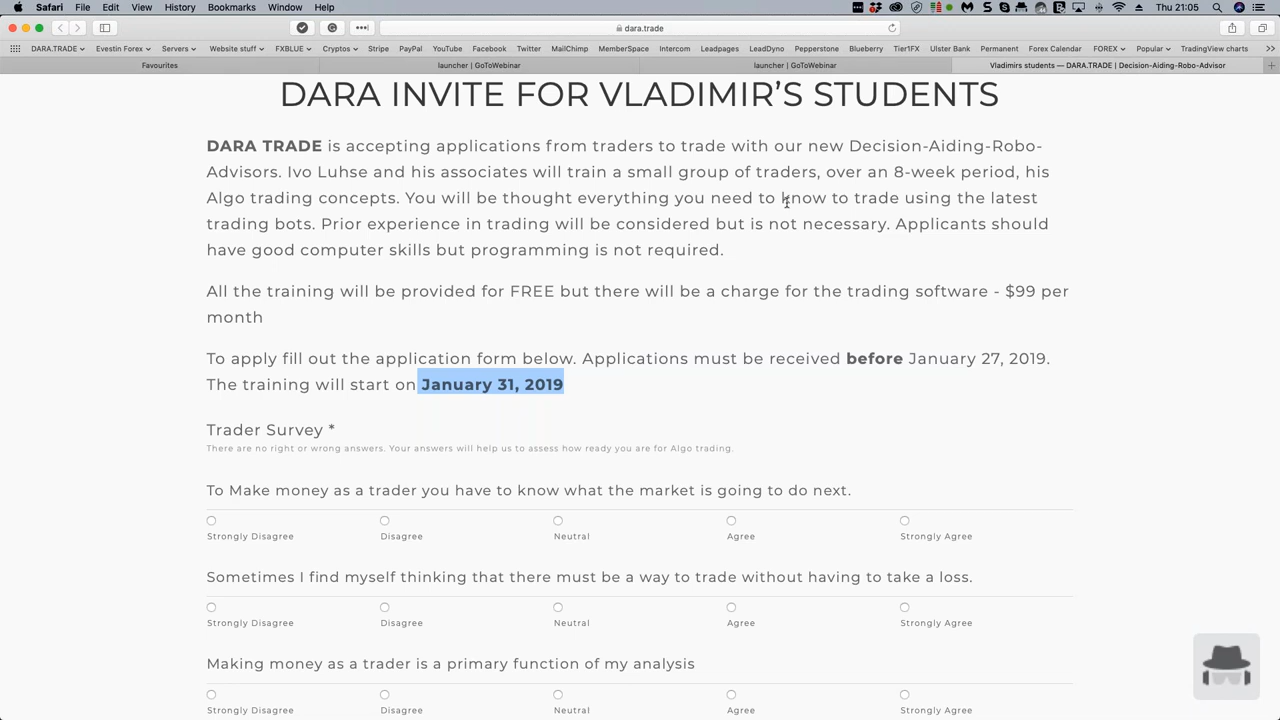 Safari File Edit View History Bookmarks Window Help Thu 21:05
dara.trade
DARA.TRADE Evestin Forex Servers Website stuff FXBLUE Cryptos Stripe PayPal YouTube Facebook Twitter MailChimp MemberSpace Intercom Leadpages LeadDyno Pepperstone Blueberry Tier1FX Ulster Bank Permanent Forex Calendar FOREX Popular TradingView charts
Favourites launcher | GoToWebinar launcher | GoToWebinar Vladimirs students — DARA.TRADE | Decision-Aiding-Robo-Advisor
DARA INVITE FOR VLADIMIR'S STUDENTS
DARA TRADE is accepting applications from traders to trade with our new Decision-Aiding-Robo-
Advisors. Ivo Luhse and his associates will train a small group of traders, over an 8-week period, his
Algo trading concepts. You will be thought everything you need to know to trade using the latest
trading bots. Prior experience in trading will be considered but is not necessary. Applicants should
have good computer skills but programming is not required.
All the training will be provided for FREE but there will be a charge for the trading software - $99 per
month
To apply fill out the application form below. Applications must be received before January 27, 2019.
The training will start on January 31, 2019
Trader Survey *
There are no right or wrong answers. Your answers will help us to assess how ready you are for Algo trading.
To Make money as a trader you have to know what the market is going to do next.
Strongly Disagree Disagree Neutral Agree Strongly Agree
Sometimes I find myself thinking that there must be a way to trade without having to take a loss.
Strongly Disagree Disagree Neutral Agree Strongly Agree
Making money as a trader is a primary function of my analysis
Strongly Disagree Disagree Neutral Agree Strongly Agree